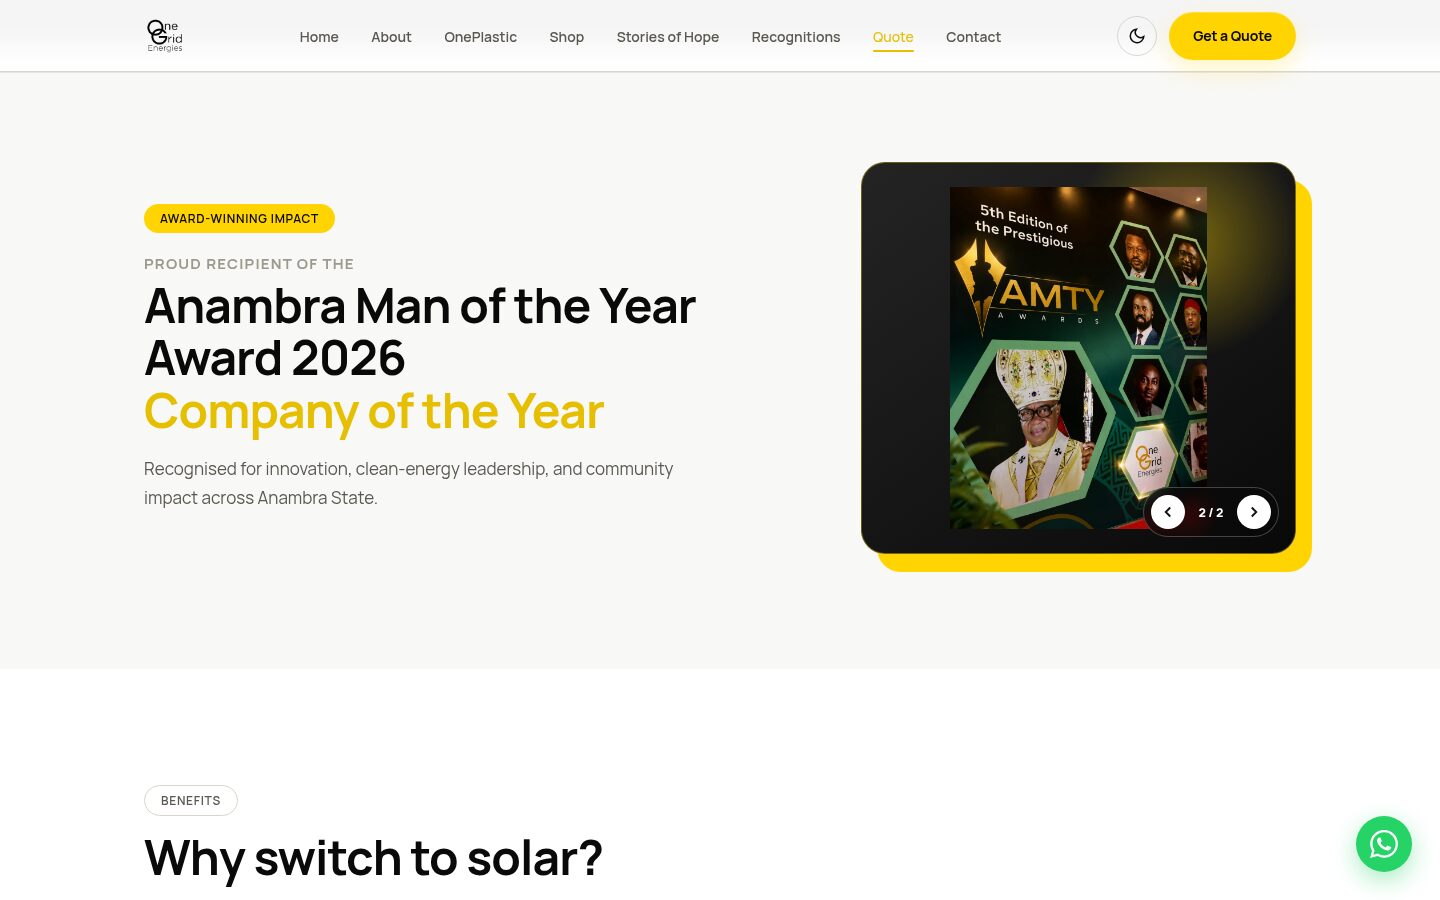 One
Grid
Energies
Home
About
OnePlastic
Shop
Stories of Hope
Recognitions
Quote
Contact
Get a Quote
AWARD-WINNING IMPACT
PROUD RECIPIENT OF THE
Anambra Man of the Year
Award 2026
Company of the Year
Recognised for innovation, clean-energy leadership, and community
impact across Anambra State.
5th Edition of
the Prestigious
AMTY
AWARDS
One
Grid
Energies
2 / 2
BENEFITS
Why switch to solar?